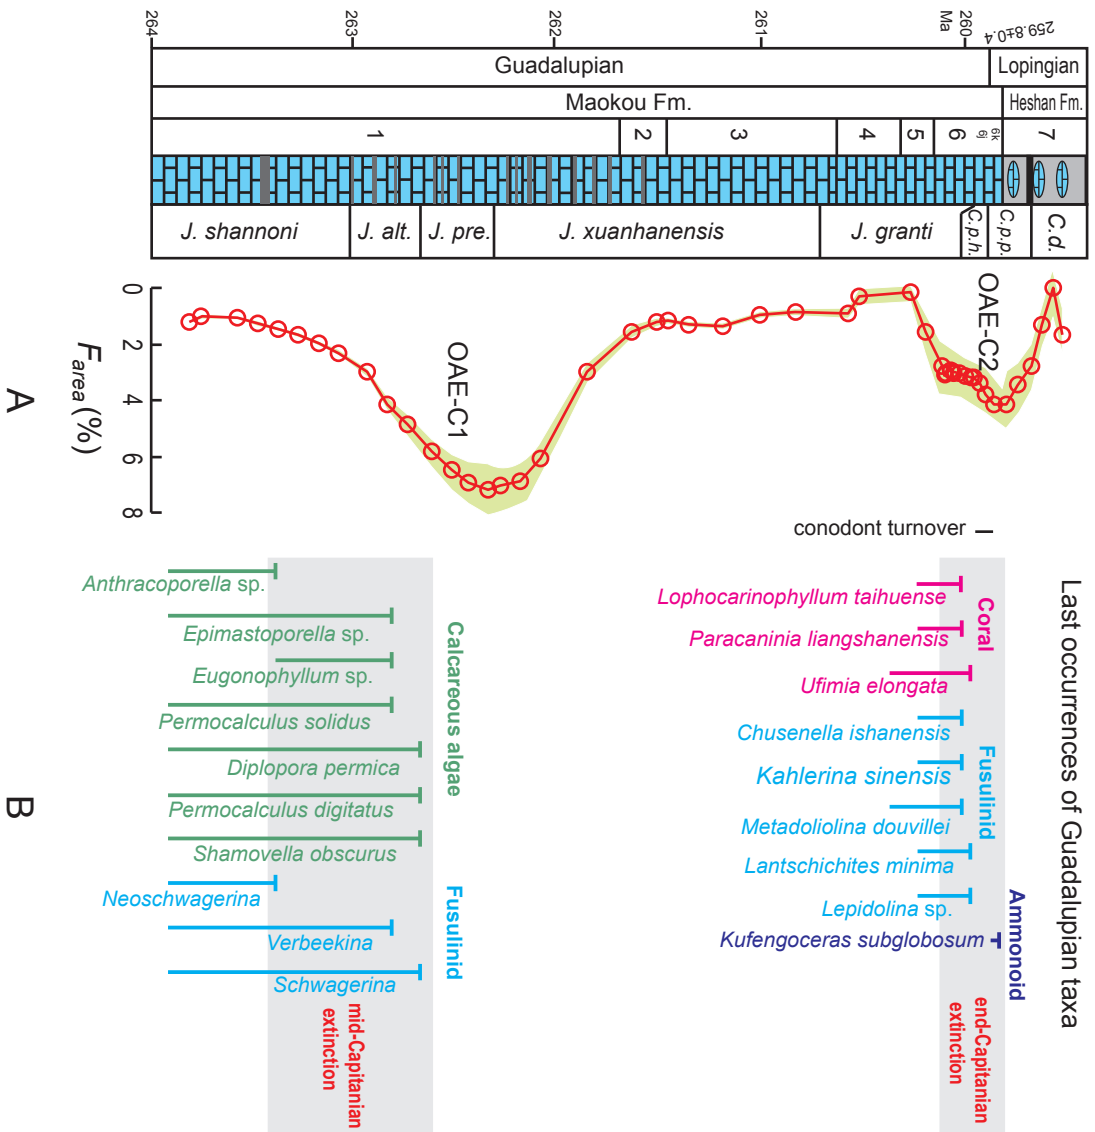 264
263
262
261
260
Ma
259.8±0.4
Guadalupian
Lopingian
Maokou Fm.
Heshan Fm.
1
2
3
4
5
6
6j
6k
7
J. shannoni
J. alt.
J. pre.
J. xuanhanensis
J. granti
C.p.h.
C.p.p.
C.d.
0
2
4
6
8
F area (%)
OAE-C1
OAE-C2
A
conodont turnover
Last occurrences of Guadalupian taxa
Anthracoporella sp.
Epimastoporella sp.
Eugonophyllum sp.
Permocalculus solidus
Diplopora permica
Permocalculus digitatus
Shamovella obscurus
Calcareous algae
Neoschwagerina
Verbeekina
Schwagerina
Fusulinid
mid-Capitanian
extinction
Lophocarinophyllum taihuense
Paracaninia liangshanensis
Ufimia elongata
Coral
Chusenella ishanensis
Kahlerina sinensis
Metadoliolina douvillei
Lantschichites minima
Lepidolina sp.
Fusulinid
Kufengoceras subglobosum
Ammonoid
end-Capitanian
extinction
B